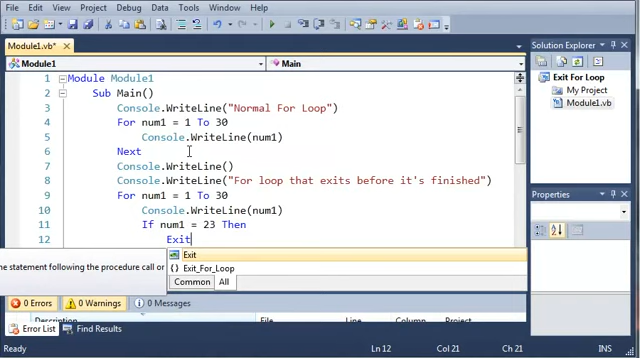 File Edit View Project Debug Data Tools Window Help
Module1.vb*
Solution Explorer
Module1
Main
Exit For Loop
My Project
Module1.vb
1 Module Module1
2 Sub Main()
3 Console.WriteLine("Normal For Loop")
4 For num1 = 1 To 30
5 Console.WriteLine(num1)
6 Next
7 Console.WriteLine()
8 Console.WriteLine("For loop that exits before it's finished")
9 For num1 = 1 To 30
10 Console.WriteLine(num1)
11 If num1 = 23 Then
12 Exit
Properties
Exit
{} Exit_For_Loop
Common All
he statement following the procedure call or
0 Errors 0 Warnings 0 Messages
Description File Line Column Project
Error List Find Results
Ln 12 Col 21 Ch 21 INS